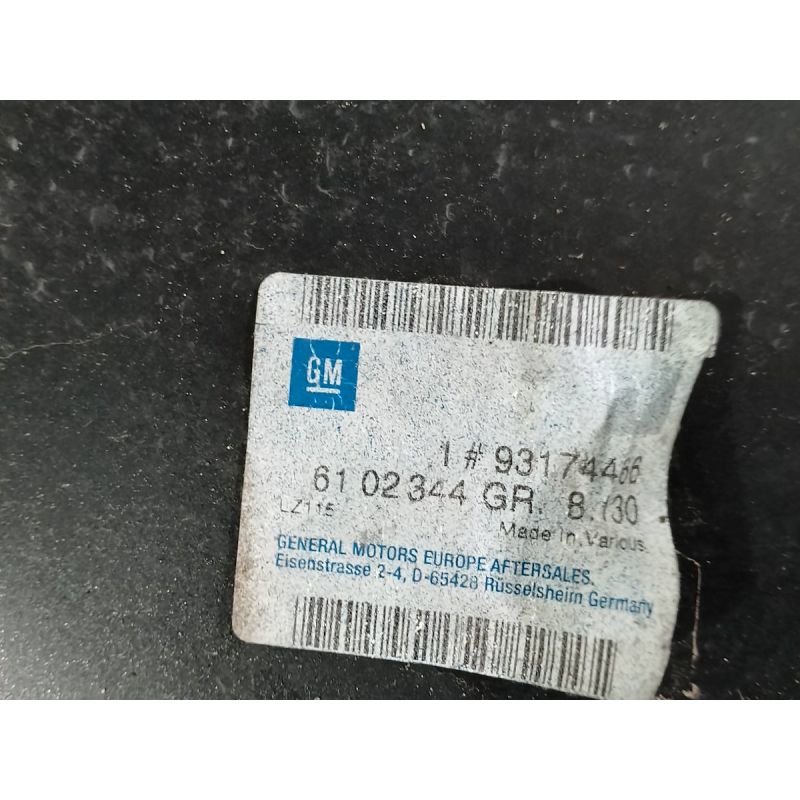 GM
1 # 93174466
61 02 344 GR. 8.730
LZ115
Made in Various.
GENERAL MOTORS EUROPE AFTERSALES.
Eisenstrasse 2-4, D-65428 Rüsselsheim Germany